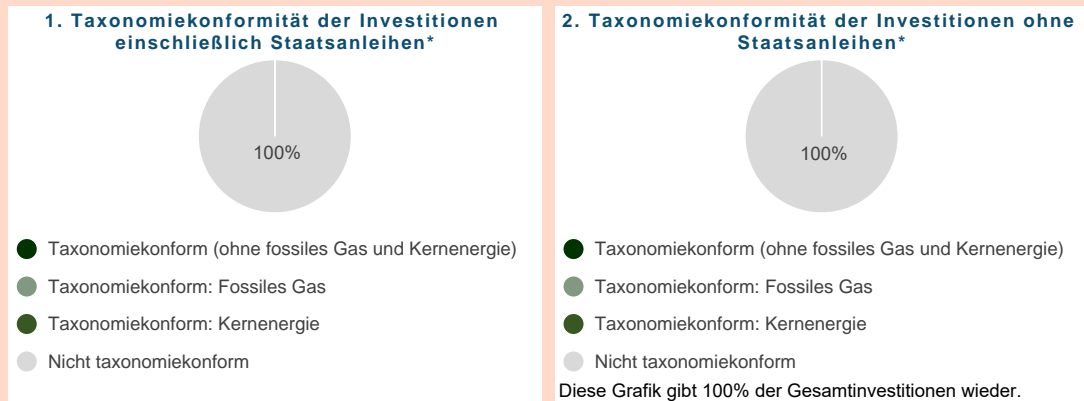 1. Taxonomiekonformität der Investitionen
einschließlich Staatsanleihen*
100%
Taxonomiekonform (ohne fossiles Gas und Kernenergie)
Taxonomiekonform: Fossiles Gas
Taxonomiekonform: Kernenergie
Nicht taxonomiekonform
2. Taxonomiekonformität der Investitionen ohne
Staatsanleihen*
100%
Taxonomiekonform (ohne fossiles Gas und Kernenergie)
Taxonomiekonform: Fossiles Gas
Taxonomiekonform: Kernenergie
Nicht taxonomiekonform
Diese Grafik gibt 100% der Gesamtinvestitionen wieder.